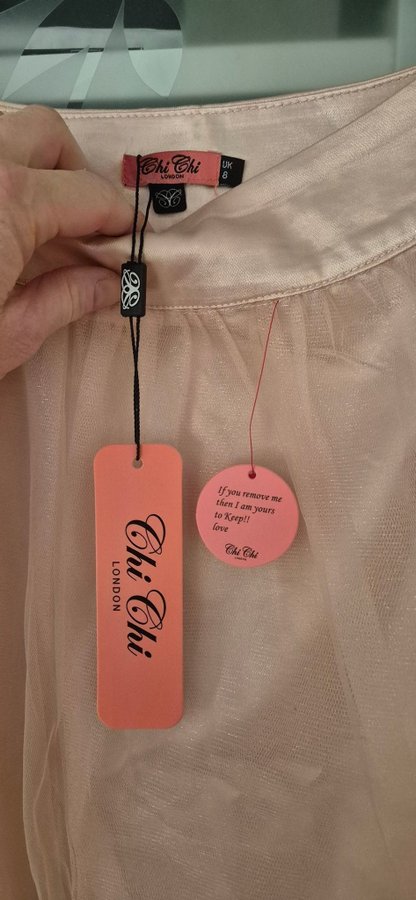 Chi Chi
LONDON
UK
8
Chi Chi
LONDON
If you remove me
then I am yours
to Keep!!
love
Chi Chi
LONDON